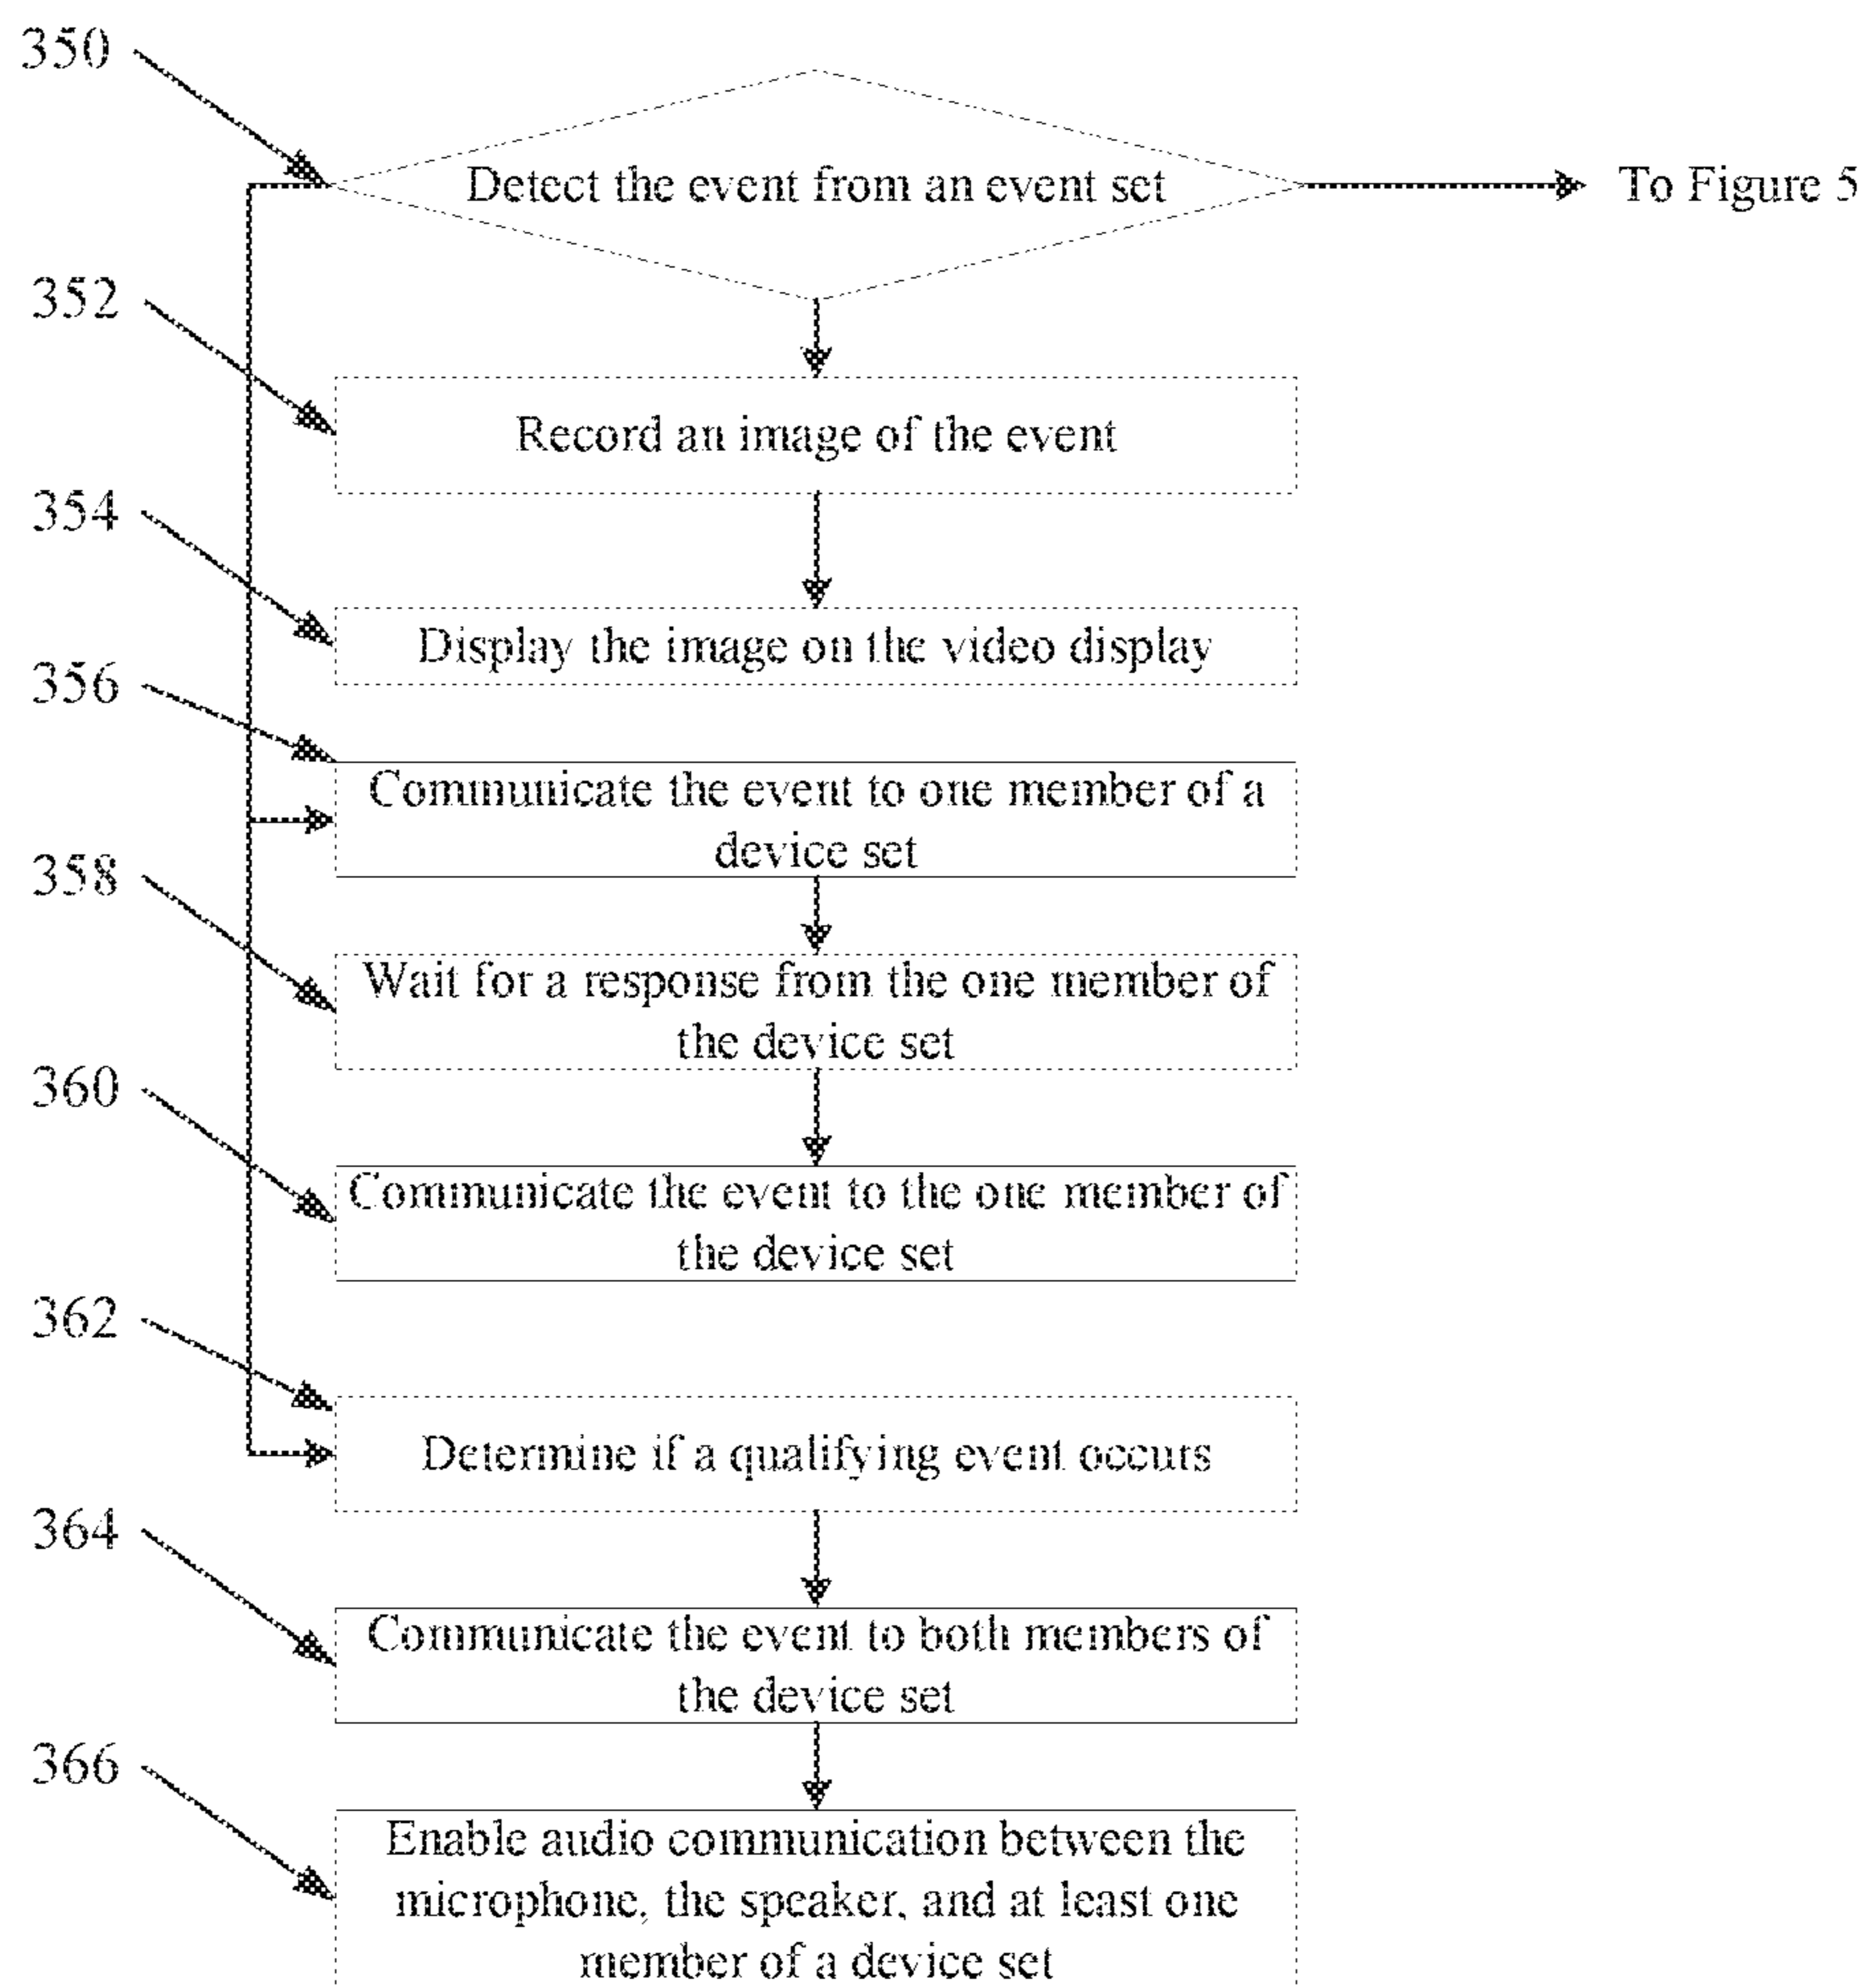 350
Detect the event from an event set
To Figure 5
352
Record an image of the event
354
Display the image on the video display
356
Communicate the event to one member of a
device set
358
Wait for a response from the one member of
the device set
360
Communicate the event to the one member of
the device set
362
Determine if a qualifying event occurs
364
Communicate the event to both members of
the device set
366
Enable audio communication between the
microphone, the speaker, and at least one
member of a device set